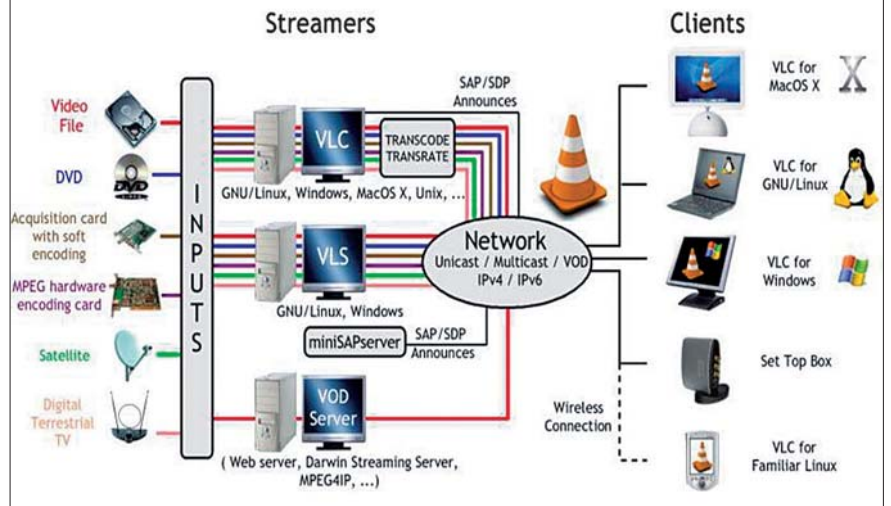 Streamers
Clients
Video
File
DVD
DVD
Acquisition card
with soft
encoding
MPEG hardware
encoding card
Satellite
Digital
Terrestrial
TV
INPUTS
VLC
TRANSCODE
TRANSRATE
SAP/SDP
Announces
GNU/Linux, Windows, MacOS X, Unix, ...
VLS
GNU/Linux, Windows
miniSAPserver
SAP/SDP
Announces
VOD
Server
( Web server, Darwin Streaming Server,
MPEG4IP, ...)
Network
Unicast / Multicast / VOD
IPv4 / IPv6
Wireless
Connection
VLC for
MacOS X
X
VLC for
GNU/Linux
VLC for
Windows
Set Top Box
VLC for
Familiar Linux